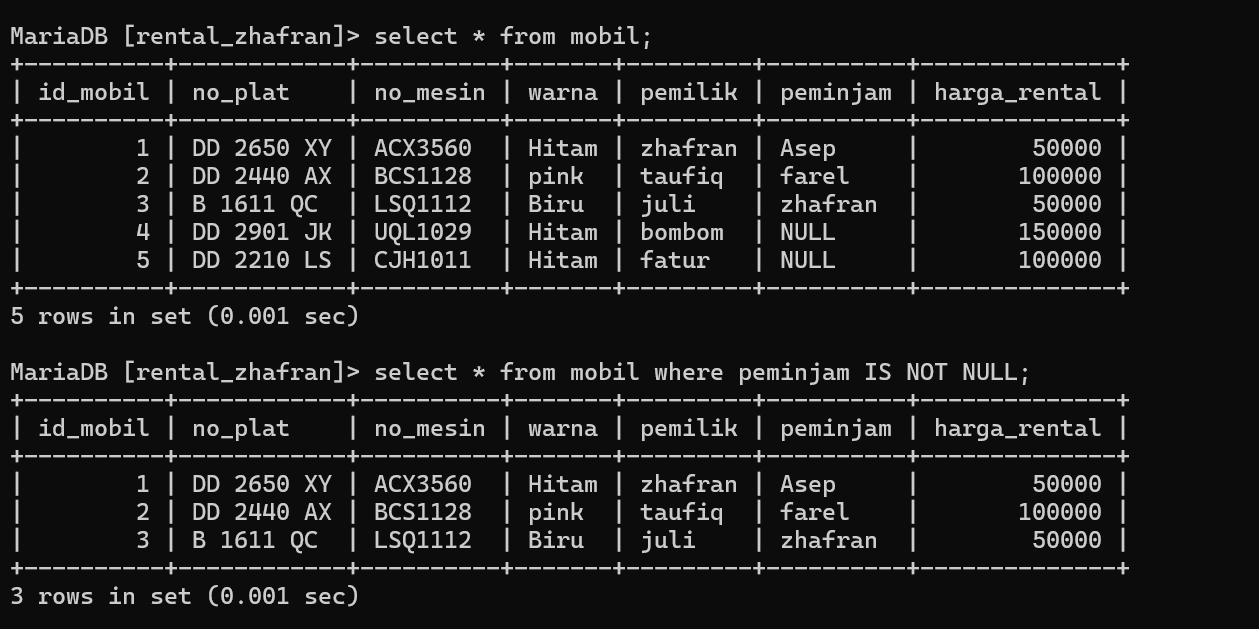 MariaDB [rental_zhafran]> select * from mobil;
+----------+------------+----------+-------+---------+----------+--------------+
| id_mobil | no_plat    | no_mesin | warna | pemilik | peminjam | harga_rental |
+----------+------------+----------+-------+---------+----------+--------------+
|        1 | DD 2650 XY | ACX3560  | Hitam | zhafran | Asep     |        50000 |
|        2 | DD 2440 AX | BCS1128  | pink  | taufiq  | farel    |       100000 |
|        3 | B 1611 QC  | LSQ1112  | Biru  | juli    | zhafran  |        50000 |
|        4 | DD 2901 JK | UQL1029  | Hitam | bombom  | NULL     |       150000 |
|        5 | DD 2210 LS | CJH1011  | Hitam | fatur   | NULL     |       100000 |
+----------+------------+----------+-------+---------+----------+--------------+
5 rows in set (0.001 sec)
MariaDB [rental_zhafran]> select * from mobil where peminjam IS NOT NULL;
+----------+------------+----------+-------+---------+----------+--------------+
| id_mobil | no_plat    | no_mesin | warna | pemilik | peminjam | harga_rental |
+----------+------------+----------+-------+---------+----------+--------------+
|        1 | DD 2650 XY | ACX3560  | Hitam | zhafran | Asep     |        50000 |
|        2 | DD 2440 AX | BCS1128  | pink  | taufiq  | farel    |       100000 |
|        3 | B 1611 QC  | LSQ1112  | Biru  | juli    | zhafran  |        50000 |
+----------+------------+----------+-------+---------+----------+--------------+
3 rows in set (0.001 sec)